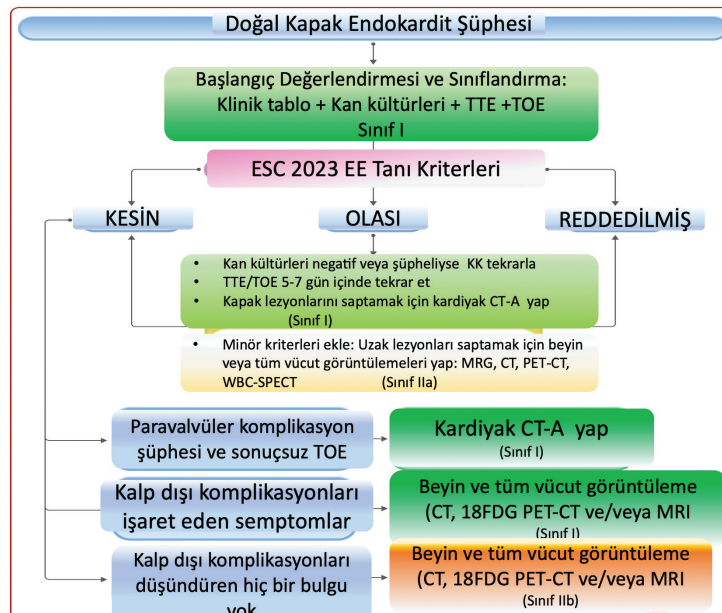 Doğal Kapak Endokardit Şüphesi
Başlangıç Değerlendirmesi ve Sınıflandırma:
Klinik tablo + Kan kültürleri + TTE +TOE
Sınıf I
ESC 2023 EE Tanı Kriterleri
KESİN
OLASI
REDDEDİLMİŞ
• Kan kültürleri negatif veya şüpheliyse KK tekrarla
• TTE/TOE 5-7 gün içinde tekrar et
• Kapak lezyonlarını saptamak için kardiyak CT-A yap
(Sınıf I)
• Minör kriterleri ekle: Uzak lezyonları saptamak için beyin
veya tüm vücut görüntülemeleri yap: MRG, CT, PET-CT,
WBC-SPECT (Sınıf IIa)
Paravalvüler komplikasyon
şüphesi ve sonuçsuz TOE
Kardiyak CT-A yap
(Sınıf I)
Kalp dışı komplikasyonları
işaret eden semptomlar
Beyin ve tüm vücut görüntüleme
(CT, 18FDG PET-CT ve/veya MRI
(Sınıf I)
Kalp dışı komplikasyonları
düşündüren hiç bir bulgu
yok
Beyin ve tüm vücut görüntüleme
(CT, 18FDG PET-CT ve/veya MRI
(Sınıf IIb)